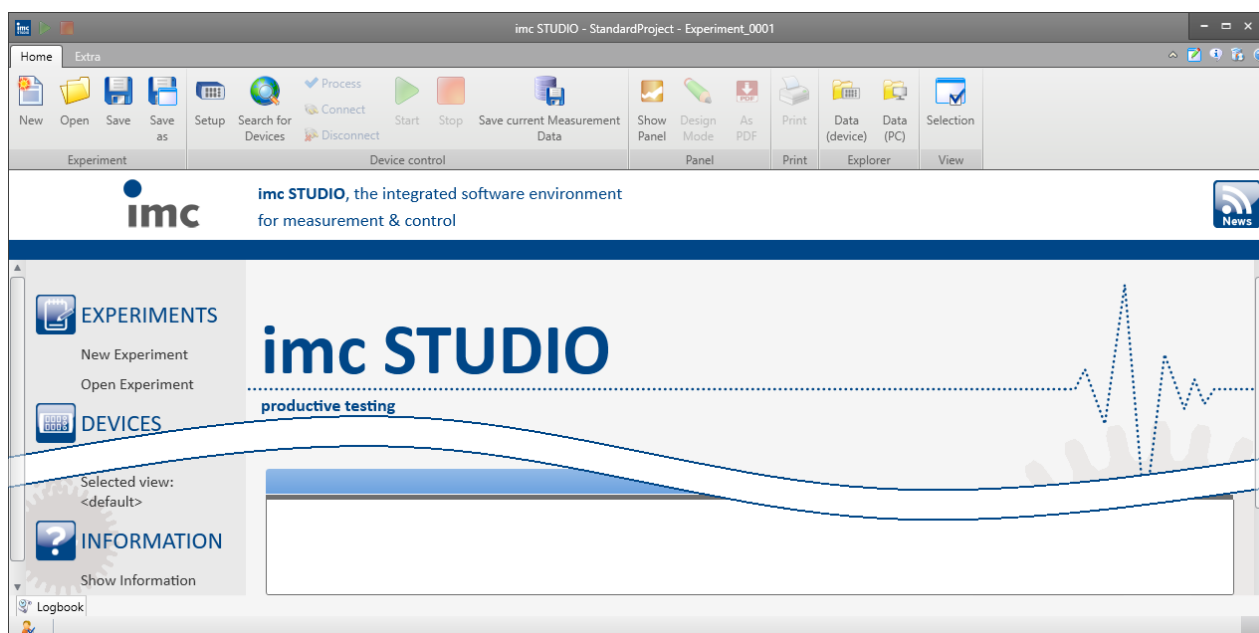 imc STUDIO - StandardProject - Experiment_0001
Home Extra
Process
Connect
Disconnect
New Open Save Save as Setup Search for Devices Start Stop Save current Measurement Data Show Panel Design Mode As PDF Print Data (device) Data (PC) Selection
Experiment Device control Panel Print Explorer View
imc
imc STUDIO, the integrated software environment
for measurement & control
News
EXPERIMENTS
New Experiment
Open Experiment
DEVICES
Selected view:
<default>
INFORMATION
Show Information
imc STUDIO
productive testing
Logbook